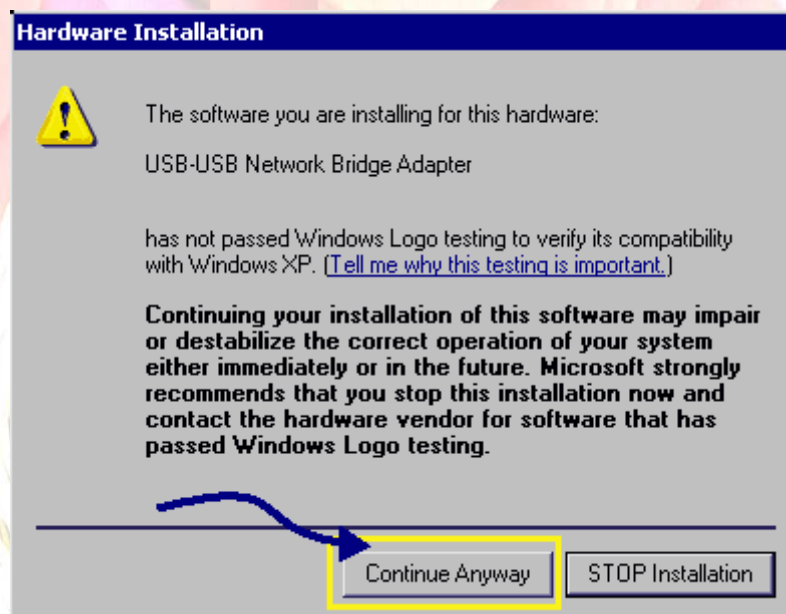 Hardware Installation
The software you are installing for this hardware:
USB-USB Network Bridge Adapter
has not passed Windows Logo testing to verify its compatibility
with Windows XP. (Tell me why this testing is important.)
Continuing your installation of this software may impair
or destabilize the correct operation of your system
either immediately or in the future. Microsoft strongly
recommends that you stop this installation now and
contact the hardware vendor for software that has
passed Windows Logo testing.
Continue Anyway
STOP Installation